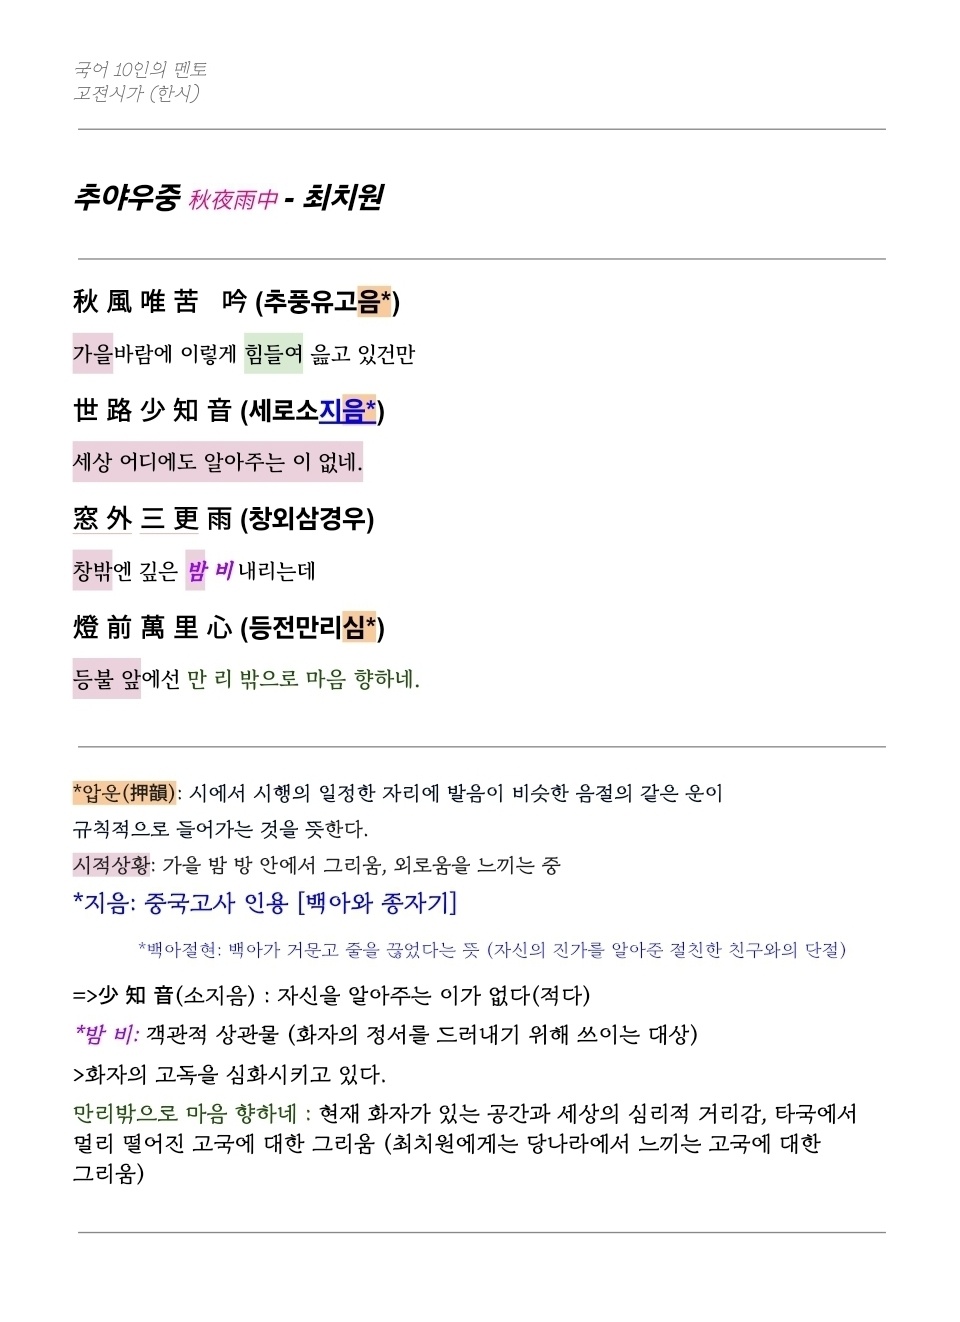 국어 10인의 멘토
고전시가 (한시)
추야우중 秋夜雨中 - 최치원
秋 風 唯 苦 吟 (추풍유고음*)
가을바람에 이렇게 힘들여 읊고 있건만
世 路 少 知 音 (세로소지음*)
세상 어디에도 알아주는 이 없네.
窓 外 三 更 雨 (창외삼경우)
창밖엔 깊은 밤 비 내리는데
燈 前 萬 里 心 (등전만리심*)
등불 앞에선 만 리 밖으로 마음 향하네.
*압운(押韻): 시에서 시행의 일정한 자리에 발음이 비슷한 음절의 같은 운이
규칙적으로 들어가는 것을 뜻한다.
시적상황: 가을 밤 방 안에서 그리움, 외로움을 느끼는 중
*지음: 중국고사 인용 [백아와 종자기]
*백아절현: 백아가 거문고 줄을 끊었다는 뜻 (자신의 진가를 알아준 절친한 친구와의 단절)
=>少 知 音(소지음) : 자신을 알아주는 이가 없다(적다)
*밤 비: 객관적 상관물 (화자의 정서를 드러내기 위해 쓰이는 대상)
>화자의 고독을 심화시키고 있다.
만리밖으로 마음 향하네 : 현재 화자가 있는 공간과 세상의 심리적 거리감, 타국에서
멀리 떨어진 고국에 대한 그리움 (최치원에게는 당나라에서 느끼는 고국에 대한
그리움)